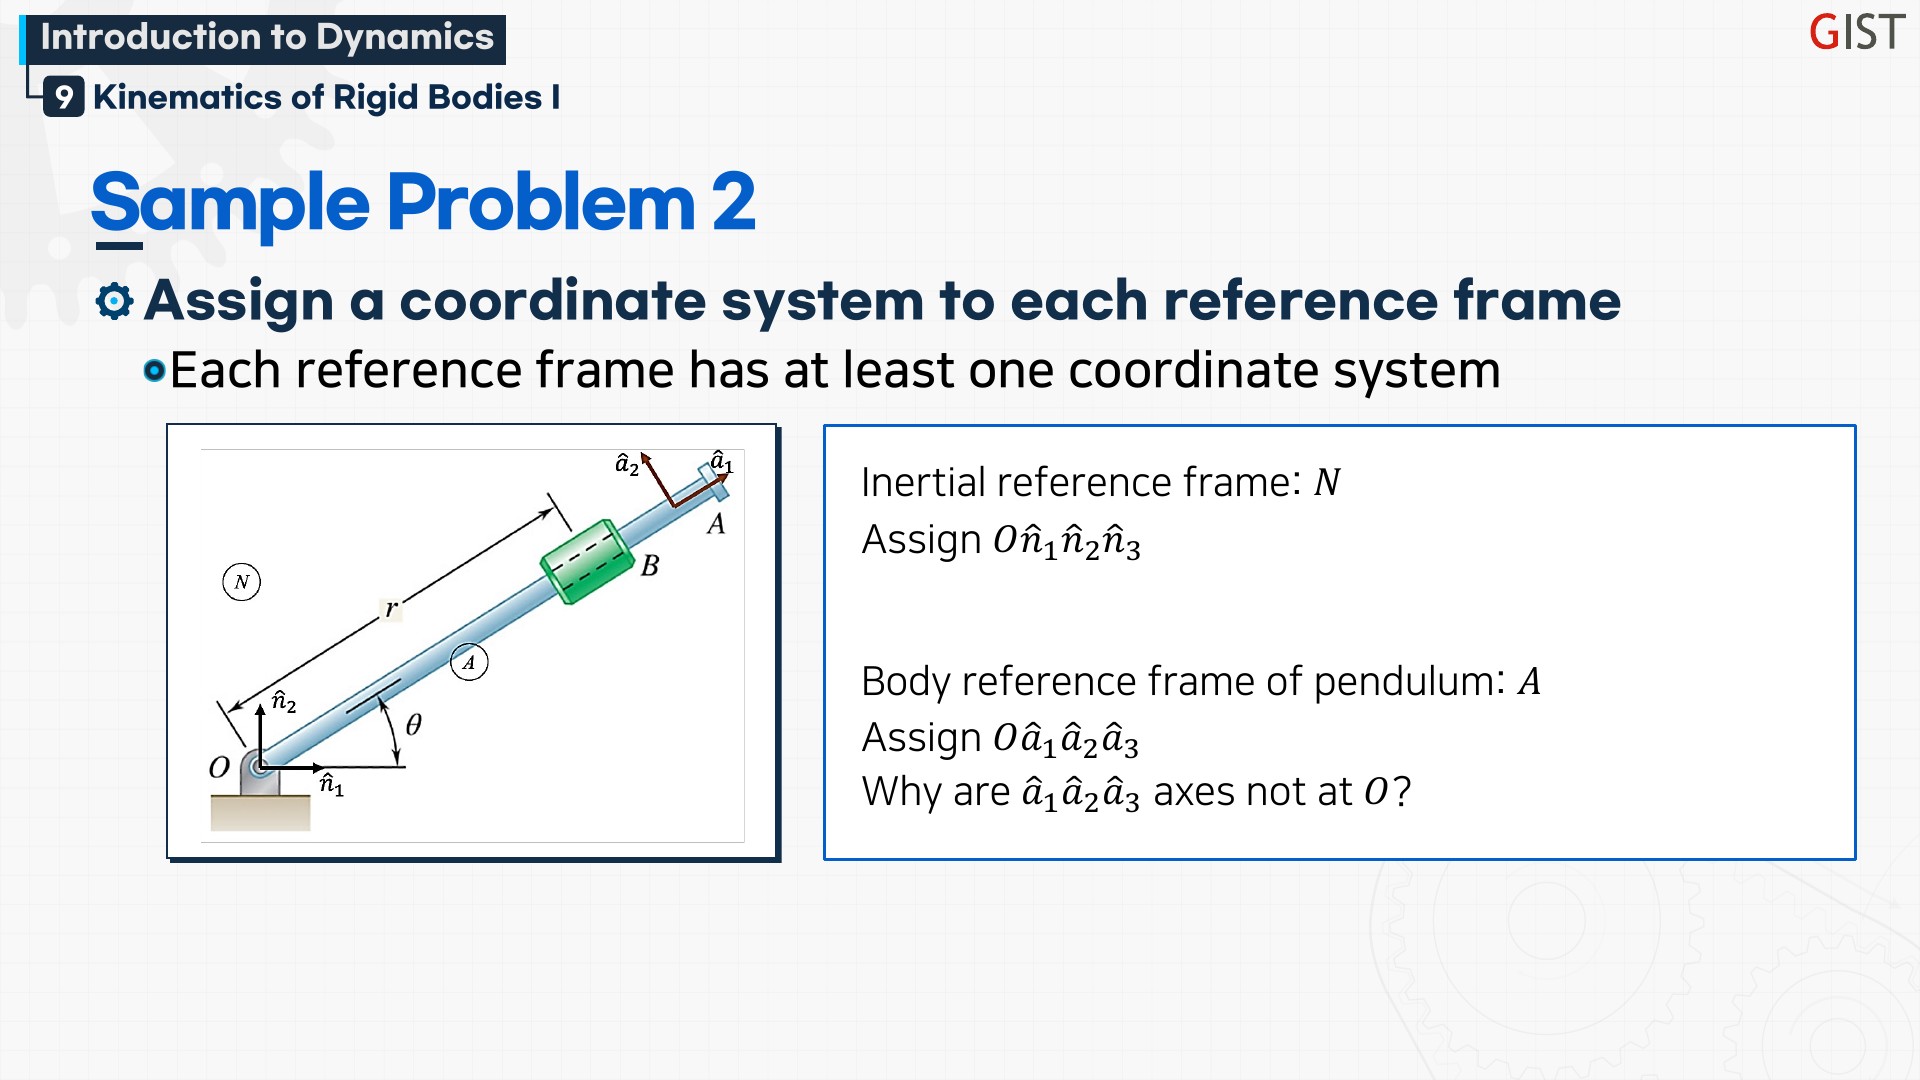 Introduction to Dynamics
GIST
9 Kinematics of Rigid Bodies I
Sample Problem 2
Assign a coordinate system to each reference frame
Each reference frame has at least one coordinate system
â₂
â₁
A
B
N
r
A
n̂₂
θ
O
n̂₁
Inertial reference frame: N
Assign On̂₁n̂₂n̂₃
Body reference frame of pendulum: A
Assign Oâ₁â₂â₃
Why are â₁â₂â₃ axes not at O?